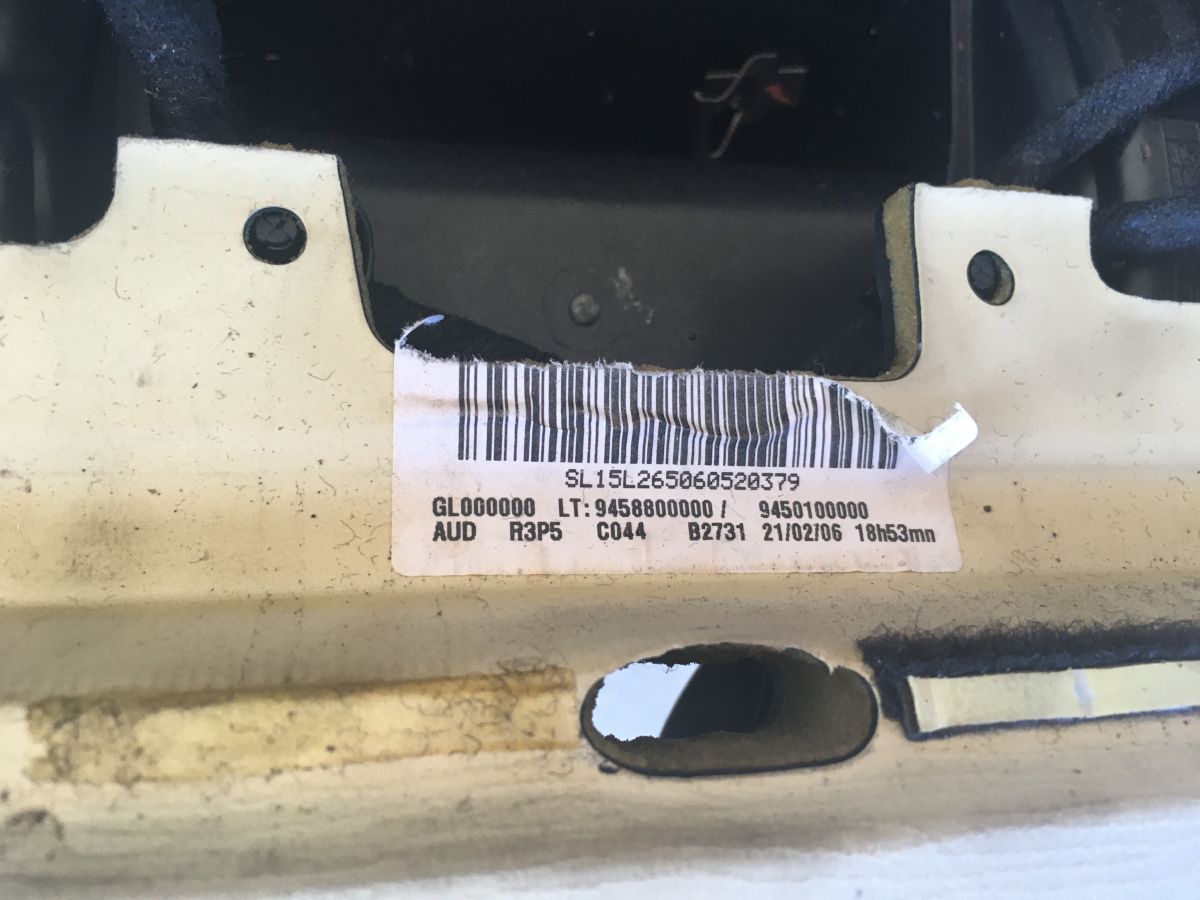 SL15L265060520379
GL000000 LT:9458800000 / 9450100000
AUD R3P5 C044 B2731 21/02/06 18h53mn